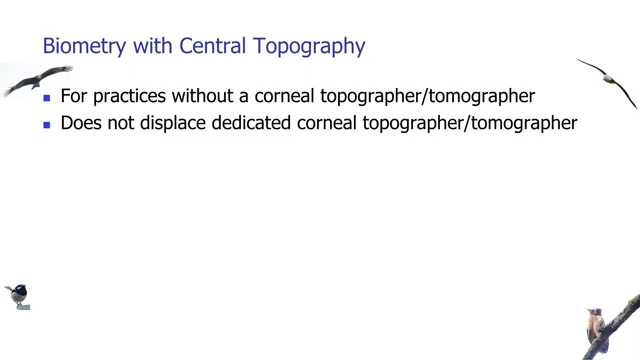 Biometry with Central Topography
For practices without a corneal topographer/tomographer
Does not displace dedicated corneal topographer/tomographer